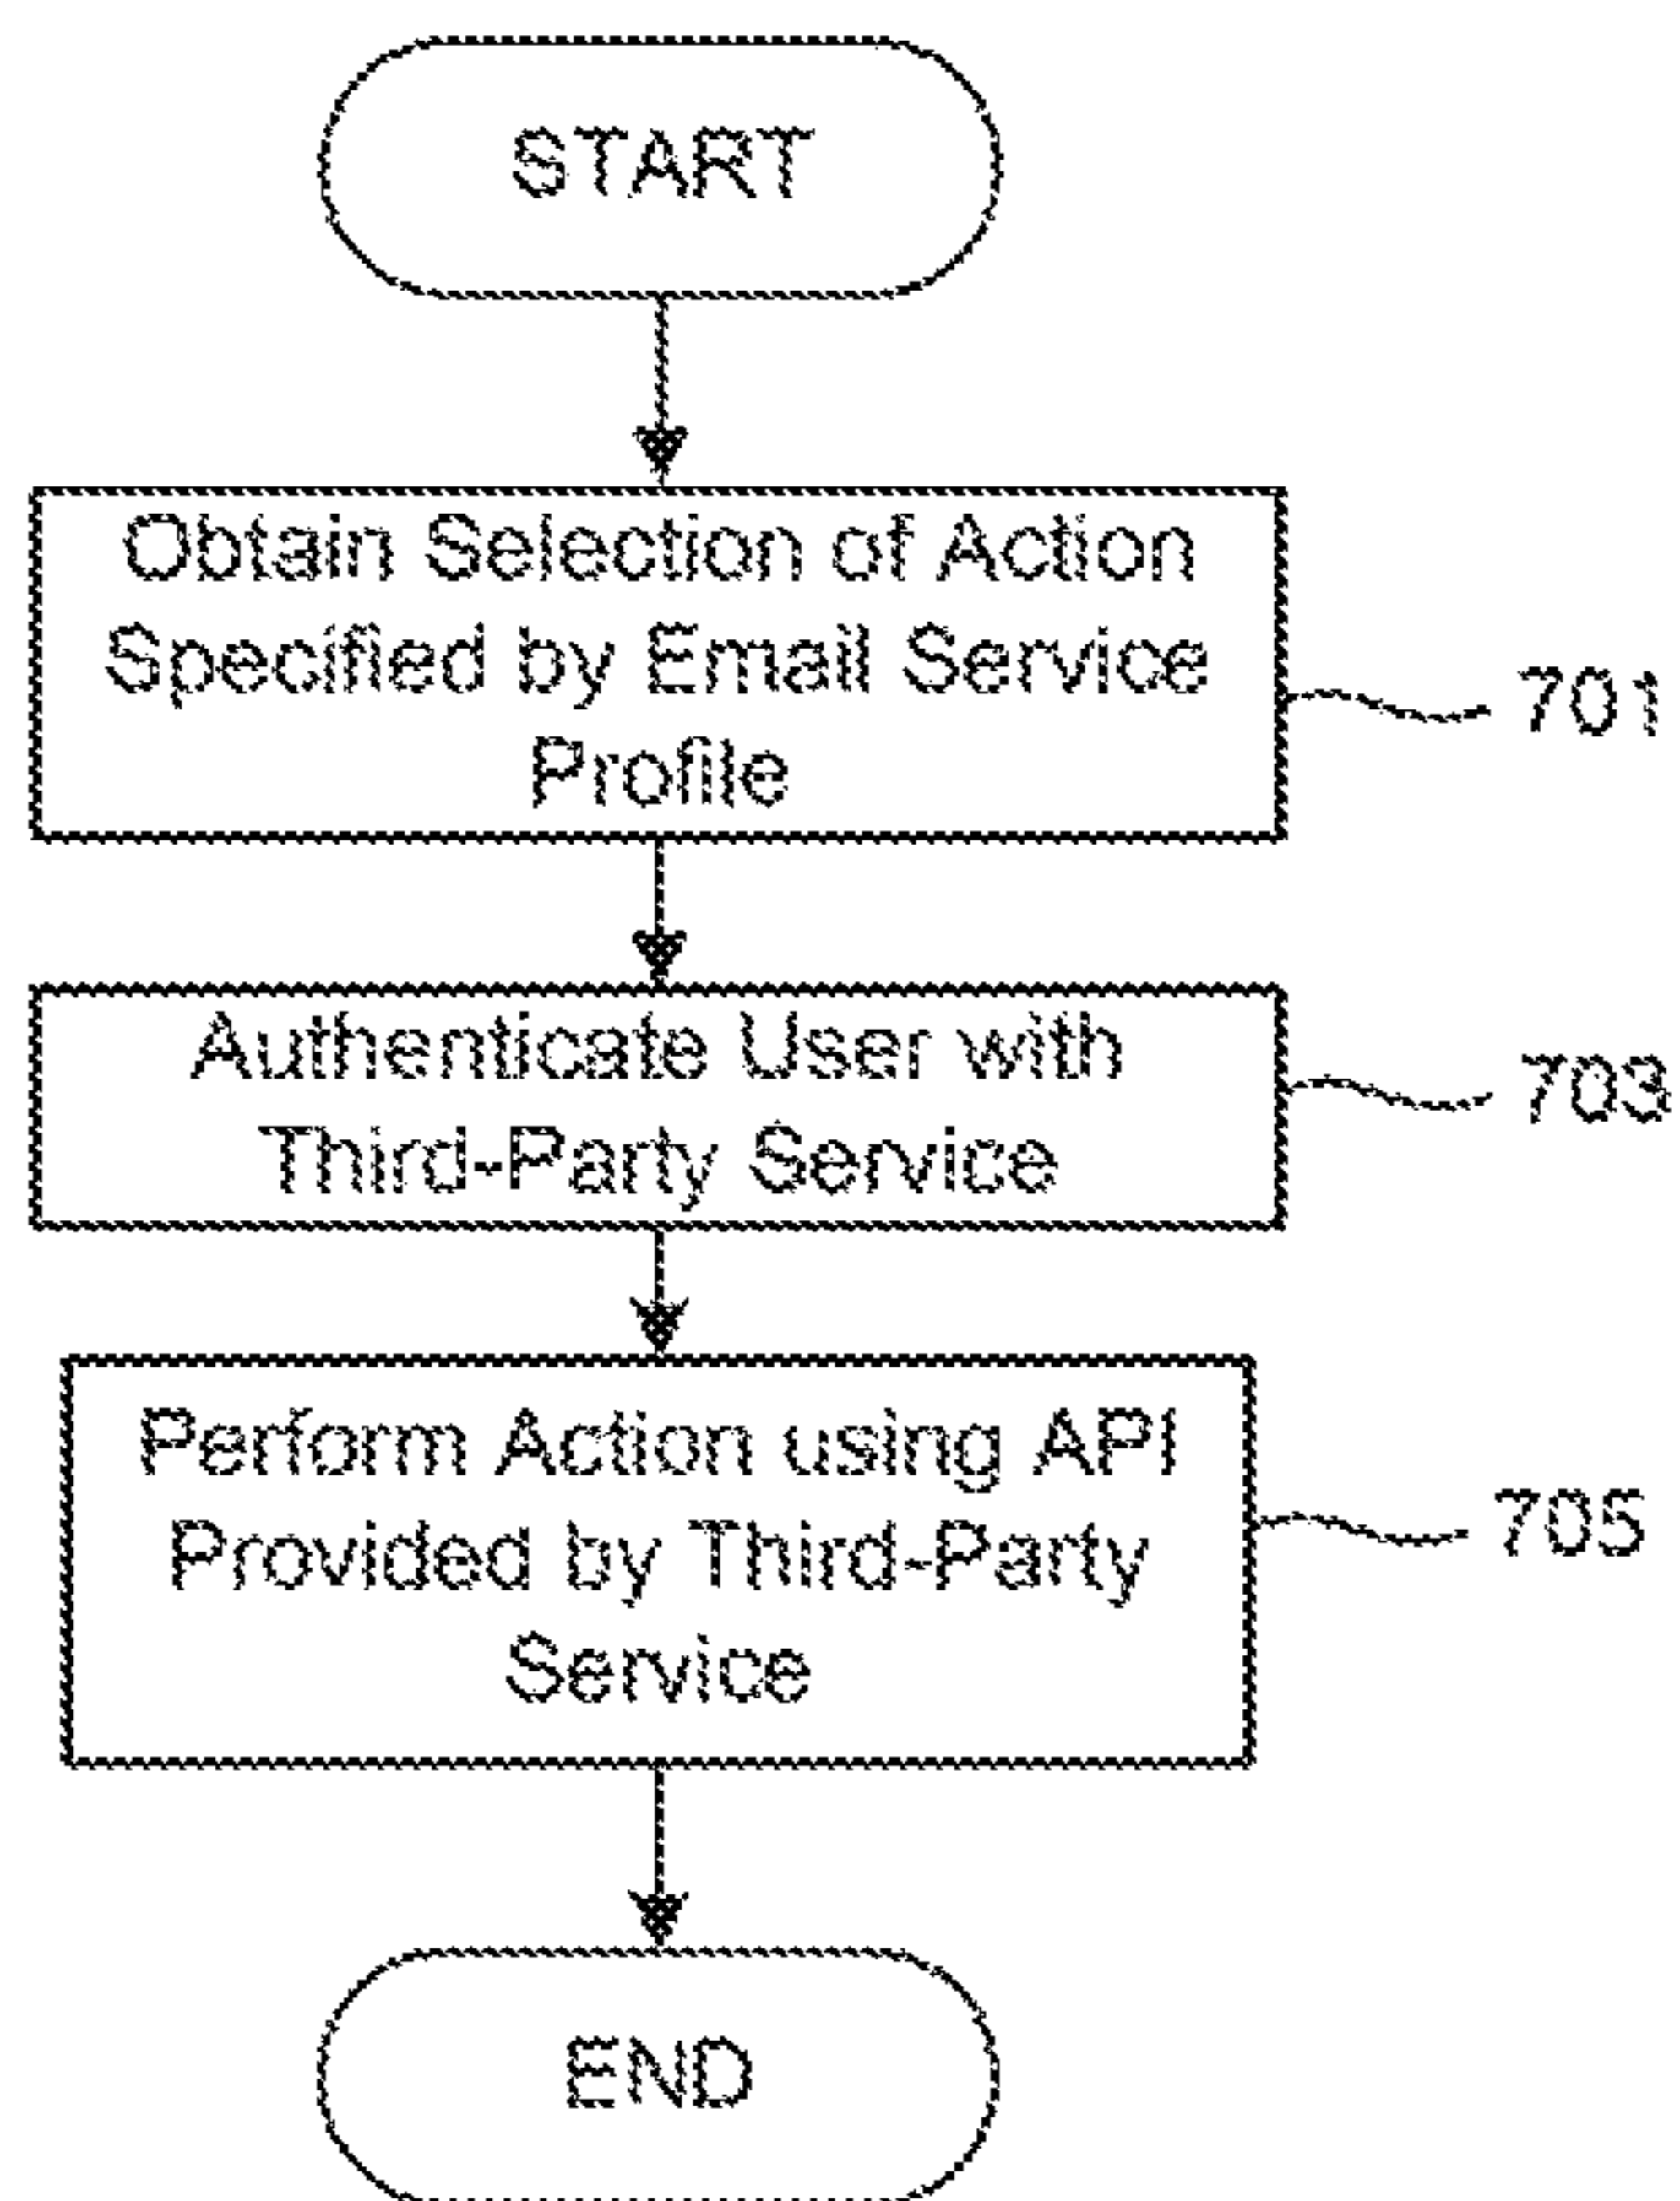 START
Obtain Selection of Action
Specified by Email Service
Profile
701
Authenticate User with
Third-Party Service
703
Perform Action using API
Provided by Third-Party
Service
705
END